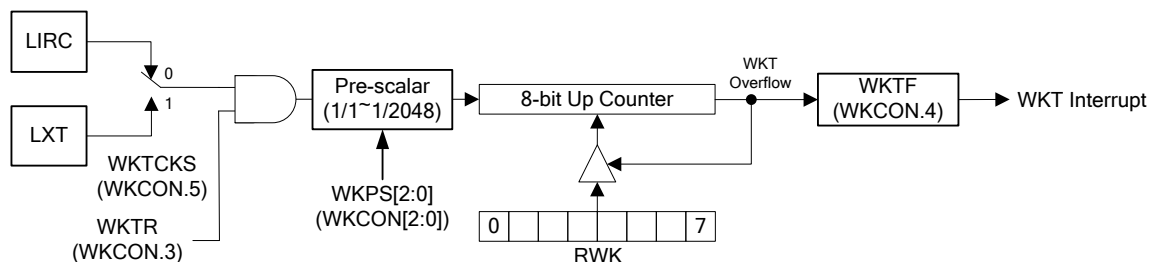 LIRC
0
1
LXT
WKTCKS
(WKCON.5)
WKTR
(WKCON.3)
Pre-scalar
(1/1~1/2048)
WKPS[2:0]
(WKCON[2:0])
8-bit Up Counter
WKT
Overflow
0 7
RWK
WKTF
(WKCON.4)
WKT Interrupt